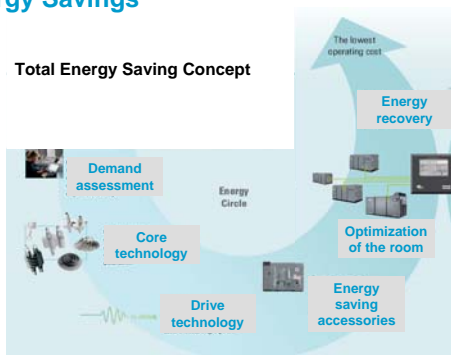 rgy Savings
The lowest
operating cost
Total Energy Saving Concept
Energy
recovery
Demand
assessment
Energy
Circle
Core
technology
Optimization
of the room
Drive
technology
Energy
saving
accessories